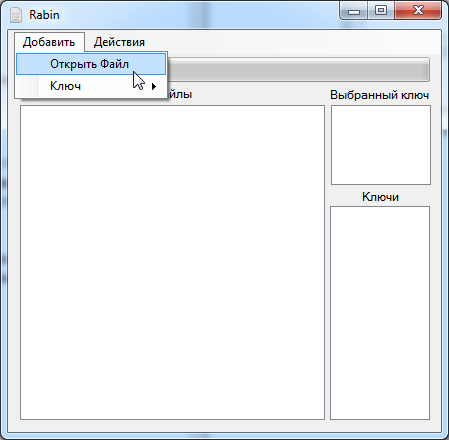 Rabin
Добавить Действия
Открыть Файл
Ключ
йлы
Выбранный ключ
Ключи